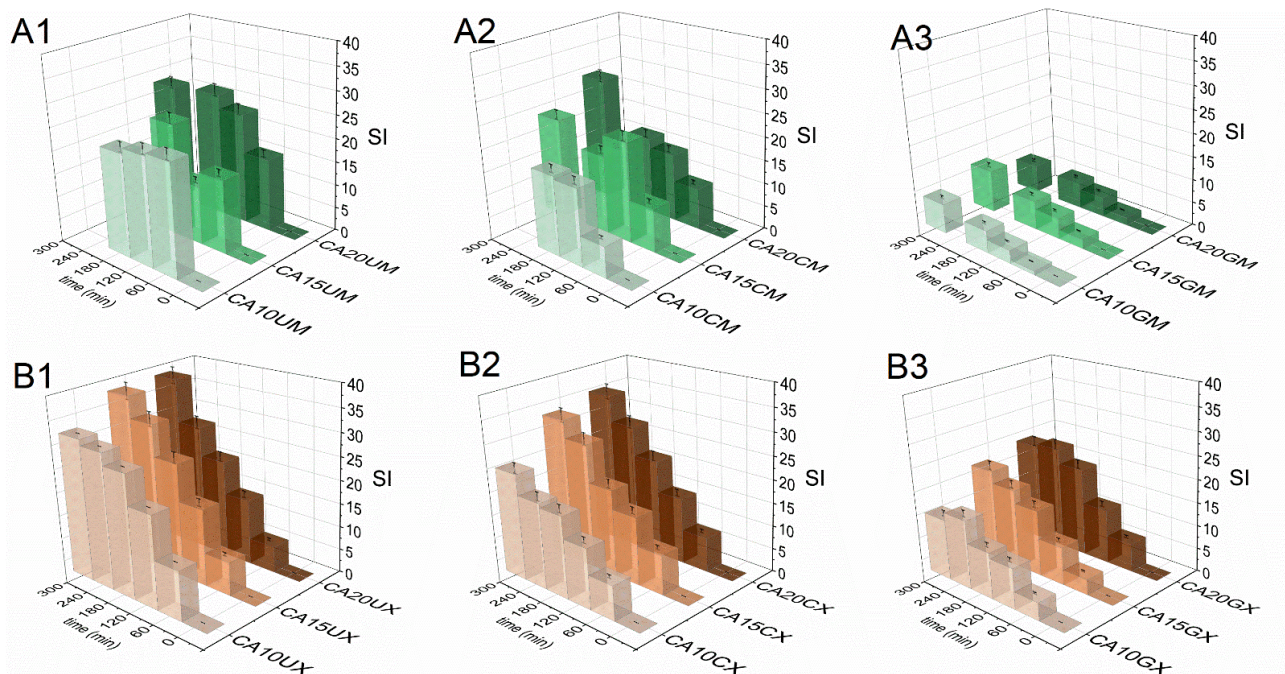 A1
40
35
30
25
20
15
10
5
0
SI
300
240
180
120
60
0
time (min)
CA20UM
CA15UM
CA10UM
A2
40
35
30
25
20
15
10
5
0
SI
300
240
180
120
60
0
time (min)
CA20CM
CA15CM
CA10CM
A3
40
35
30
25
20
15
10
5
0
SI
300
240
180
120
60
0
time (min)
CA20GM
CA15GM
CA10GM
B1
40
35
30
25
20
15
10
5
0
SI
300
240
180
120
60
0
time (min)
CA20UX
CA15UX
CA10UX
B2
40
35
30
25
20
15
10
5
0
SI
300
240
180
120
60
0
time (min)
CA20CX
CA15CX
CA10CX
B3
40
35
30
25
20
15
10
5
0
SI
300
240
180
120
60
0
time (min)
CA20GX
CA15GX
CA10GX